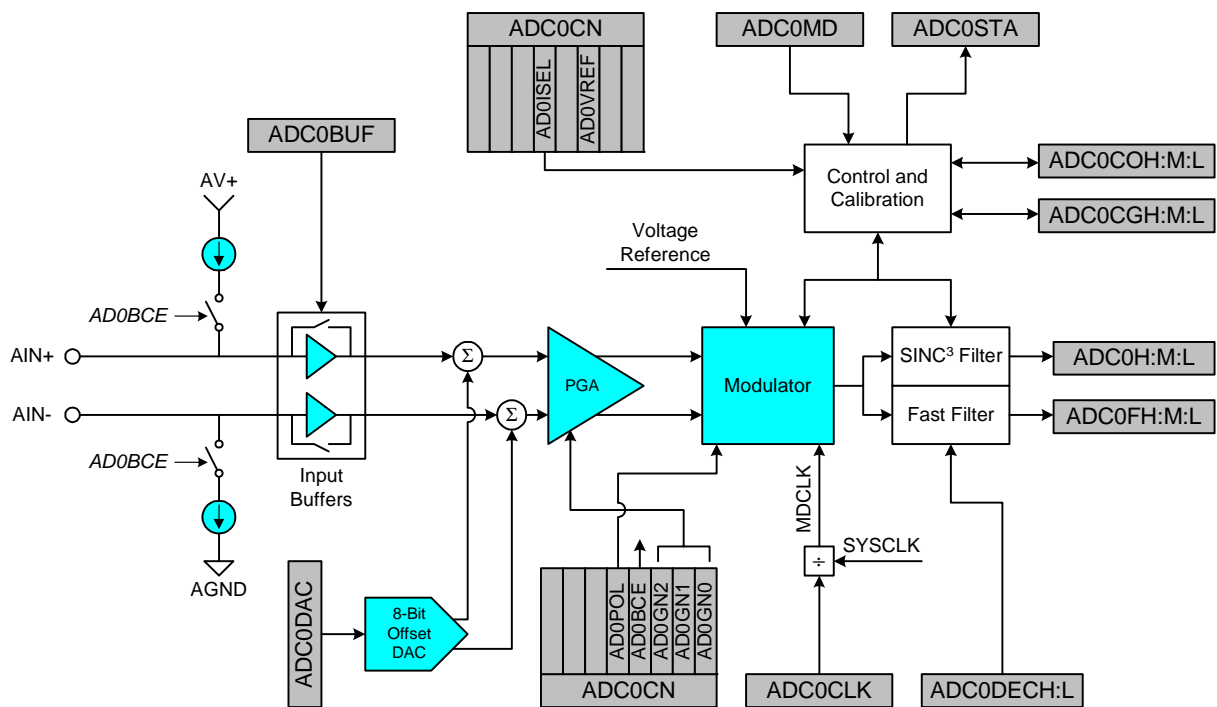 ADC0CN
AD0ISEL
AD0VREF
ADC0MD
ADC0STA
ADC0BUF
Control and
Calibration
ADC0COH:M:L
ADC0CGH:M:L
AV+
Voltage
Reference
AD0BCE
AIN+
AIN-
Σ
Σ
PGA
Modulator
SINC³ Filter
Fast Filter
ADC0H:M:L
ADC0FH:M:L
AD0BCE
Input
Buffers
AGND
MDCLK
SYSCLK
÷
ADC0DAC
8-Bit
Offset
DAC
AD0POL
AD0BCE
AD0GN2
AD0GN1
AD0GN0
ADC0CN
ADC0CLK
ADC0DECH:L